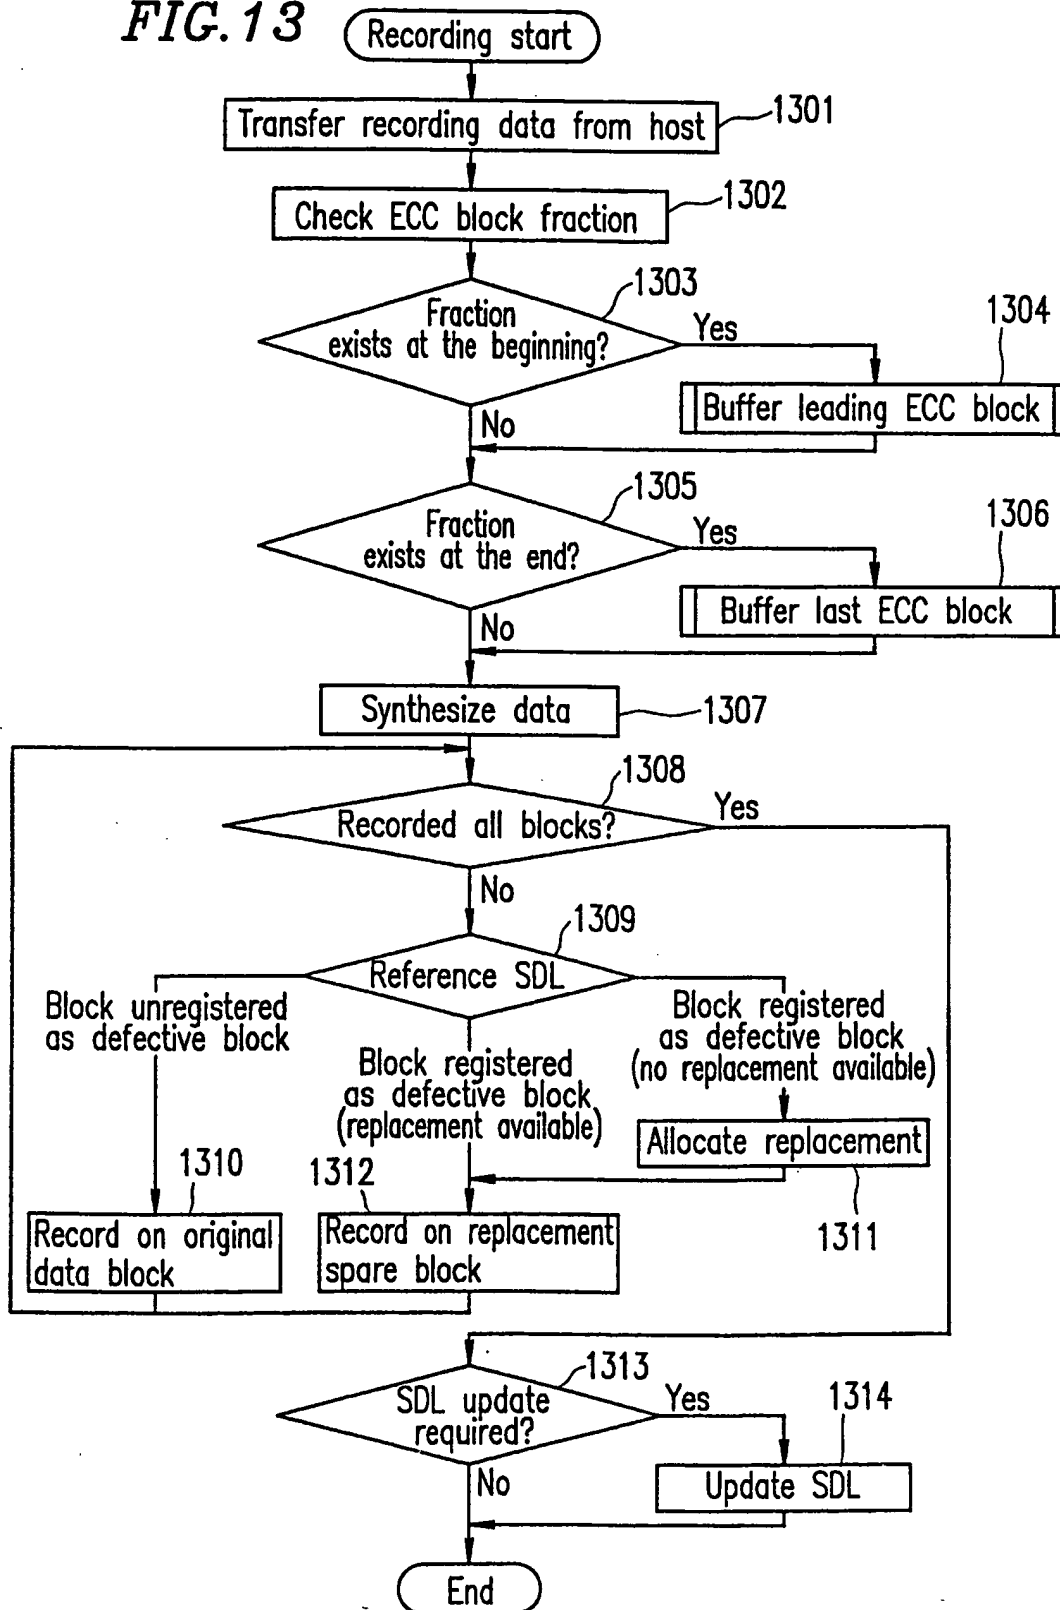 FIG.13
Recording start
Transfer recording data from host
1301
Check ECC block fraction
1302
1303
Fraction
exists at the beginning?
Yes
1304
Buffer leading ECC block
No
1305
Fraction
exists at the end?
Yes
1306
Buffer last ECC block
No
Synthesize data
1307
1308
Recorded all blocks?
Yes
No
1309
Reference SDL
Block unregistered
as defective block
Block registered
as defective block
(replacement available)
Block registered
as defective block
(no replacement available)
Allocate replacement
1311
1310
Record on original
data block
1312
Record on replacement
spare block
1313
SDL update
required?
Yes
1314
Update SDL
No
End